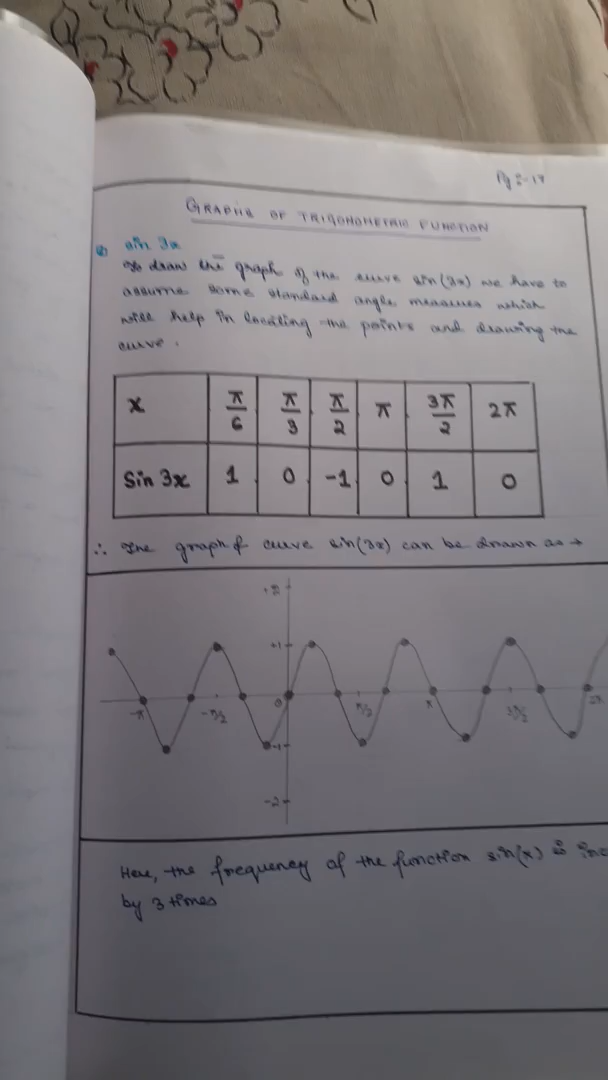 Pg :- 17
GRAPHS OF TRIGONOMETRIC FUNCTION
sin 3x
To draw the graph of the curve sin(3x) we have to
assume some standard angle measures which
will help in locating the points and drawing the
curve.
x π/6 π/3 π/2 π 3π/2 2π
Sin 3x 1 0 -1 0 1 0
∴ The graph of curve sin(3x) can be drawn as →
+1
-π -π/2 0 π/2 π 3π/2 2π
-1
-2
Here, the frequency of the function sin(x) is inc
by 3 times